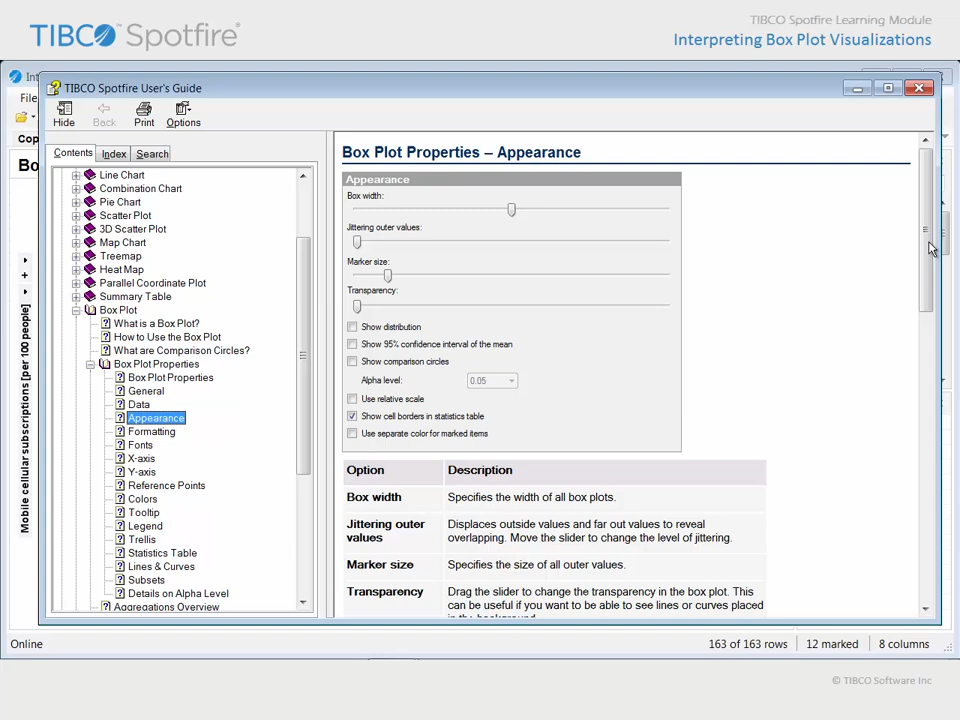 TIBCO Spotfire®
TIBCO Spotfire Learning Module
Interpreting Box Plot Visualizations
TIBCO Spotfire User's Guide
File
Hide
Back
Print
Options
Contents
Index
Search
Line Chart
Combination Chart
Pie Chart
Scatter Plot
3D Scatter Plot
Map Chart
Treemap
Heat Map
Parallel Coordinate Plot
Summary Table
Box Plot
What is a Box Plot?
How to Use the Box Plot
What are Comparison Circles?
Box Plot Properties
Box Plot Properties
General
Data
Appearance
Formatting
Fonts
X-axis
Y-axis
Reference Points
Colors
Tooltip
Legend
Trellis
Statistics Table
Lines & Curves
Subsets
Details on Alpha Level
Aggregations Overview
Mobile cellular subscriptions [per 100 people]
Box Plot Properties – Appearance
Appearance
Box width:
Jittering outer values:
Marker size:
Transparency:
Show distribution
Show 95% confidence interval of the mean
Show comparison circles
Alpha level: 0.05
Use relative scale
Show cell borders in statistics table
Use separate color for marked items
Option Description
Box width Specifies the width of all box plots.
Jittering outer values Displaces outside values and far out values to reveal
overlapping. Move the slider to change the level of jittering.
Marker size Specifies the size of all outer values.
Transparency Drag the slider to change the transparency in the box plot. This
can be useful if you want to be able to see lines or curves placed
Online
163 of 163 rows
12 marked
8 columns
© TIBCO Software Inc